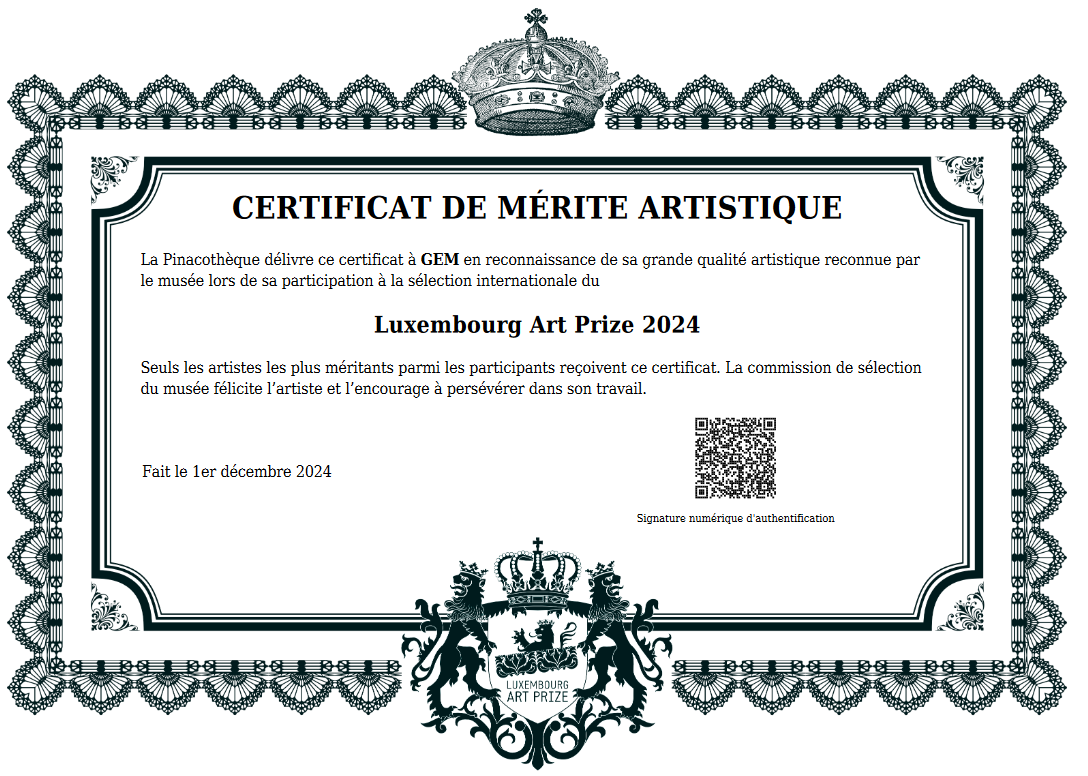 CERTIFICAT DE MÉRITE ARTISTIQUE
La Pinacothèque délivre ce certificat à GEM en reconnaissance de sa grande qualité artistique reconnue par
le musée lors de sa participation à la sélection internationale du
Luxembourg Art Prize 2024
Seuls les artistes les plus méritants parmi les participants reçoivent ce certificat. La commission de sélection
du musée félicite l’artiste et l’encourage à persévérer dans son travail.
Fait le 1er décembre 2024
Signature numérique d'authentification
LUXEMBOURG
ART PRIZE